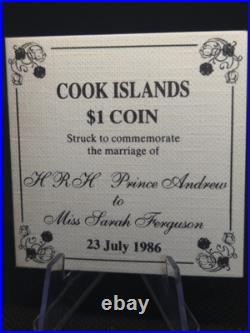 COOK ISLANDS
$1 COIN
Struck to commemorate
the marriage of
H R H Prince Andrew
to
Miss Sarah Ferguson
23 July 1986